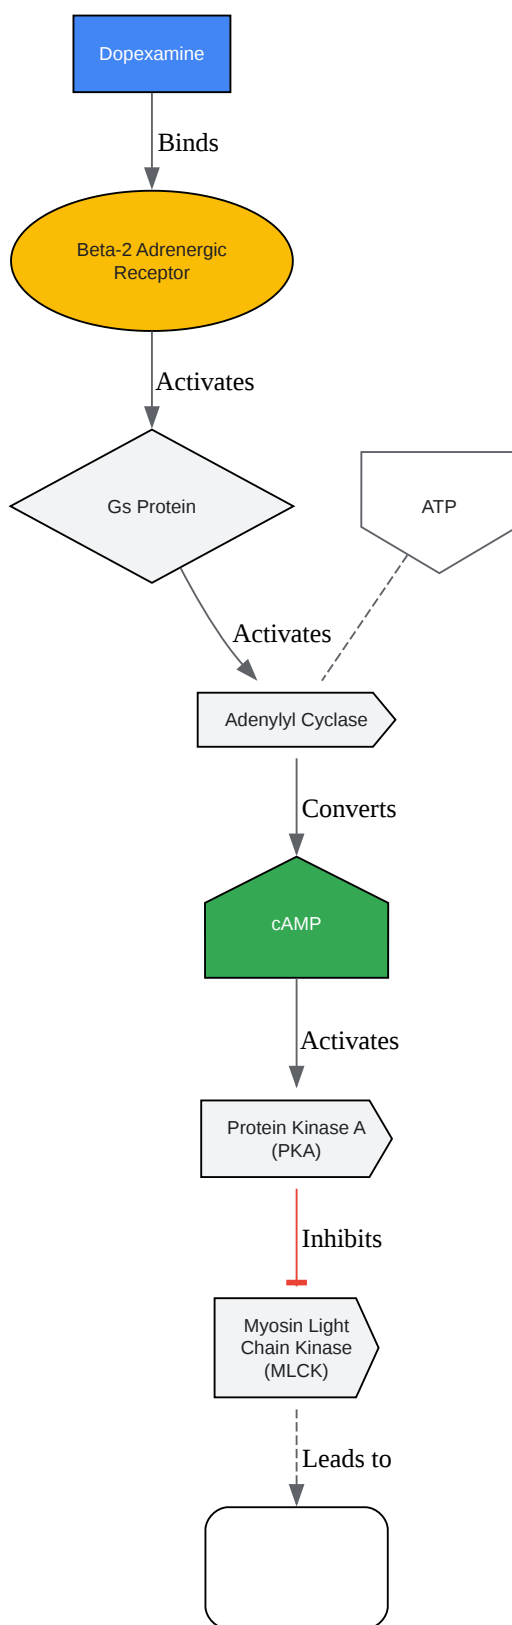 Dopexamine
Binds
Beta-2 Adrenergic
Receptor
Activates
Gs Protein
ATP
Activates
Adenylyl Cyclase
Converts
cAMP
Activates
Protein Kinase A
(PKA)
Inhibits
Myosin Light
Chain Kinase
(MLCK)
Leads to